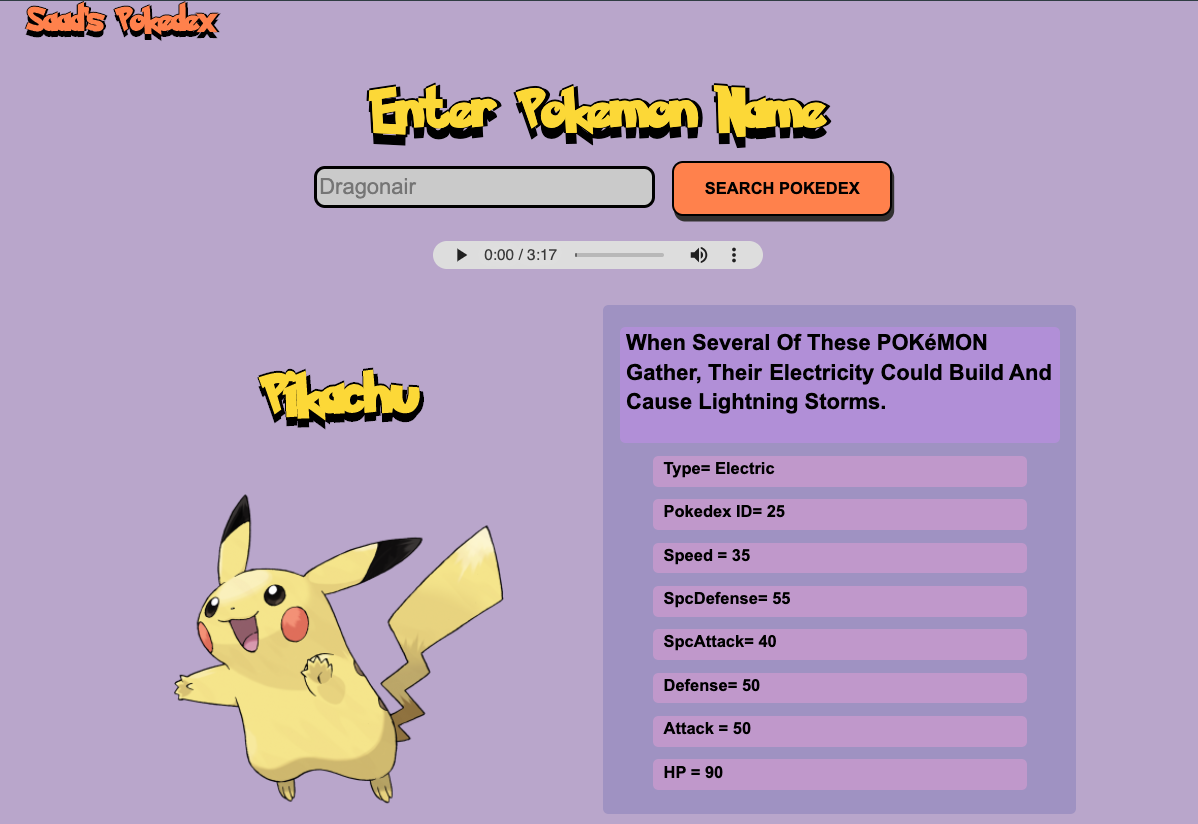 Saad's Pokedex
Enter Pokemon Name
Dragonair
SEARCH POKEDEX
0:00 / 3:17
Pikachu
When Several Of These POKéMON
Gather, Their Electricity Could Build And
Cause Lightning Storms.
Type= Electric
Pokedex ID= 25
Speed = 35
SpcDefense= 55
SpcAttack= 40
Defense= 50
Attack = 50
HP = 90